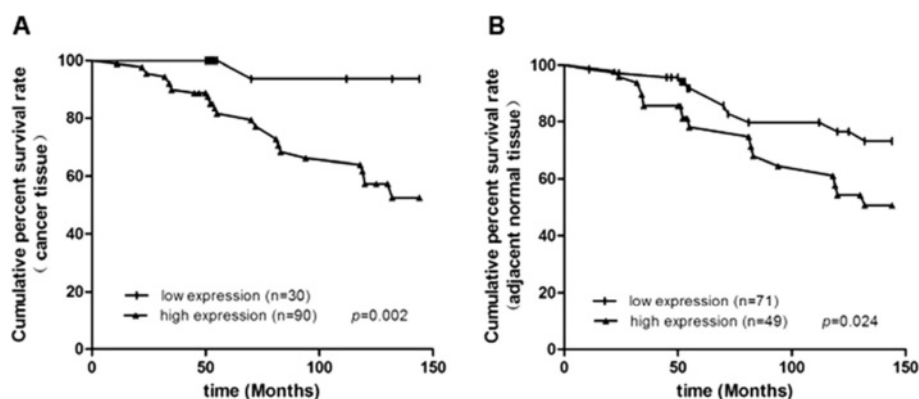 A
Cumulative percent survival rate
（ cancer tissue）
100
80
60
40
20
0
low expression (n=30)
high expression (n=90) p=0.002
0 50 100 150
time (Months)
B
Cumulative percent survival rate
（adjacent normal tissue）
100
80
60
40
20
0
low expression (n=71)
high expression (n=49) p=0.024
0 50 100 150
time (Months)